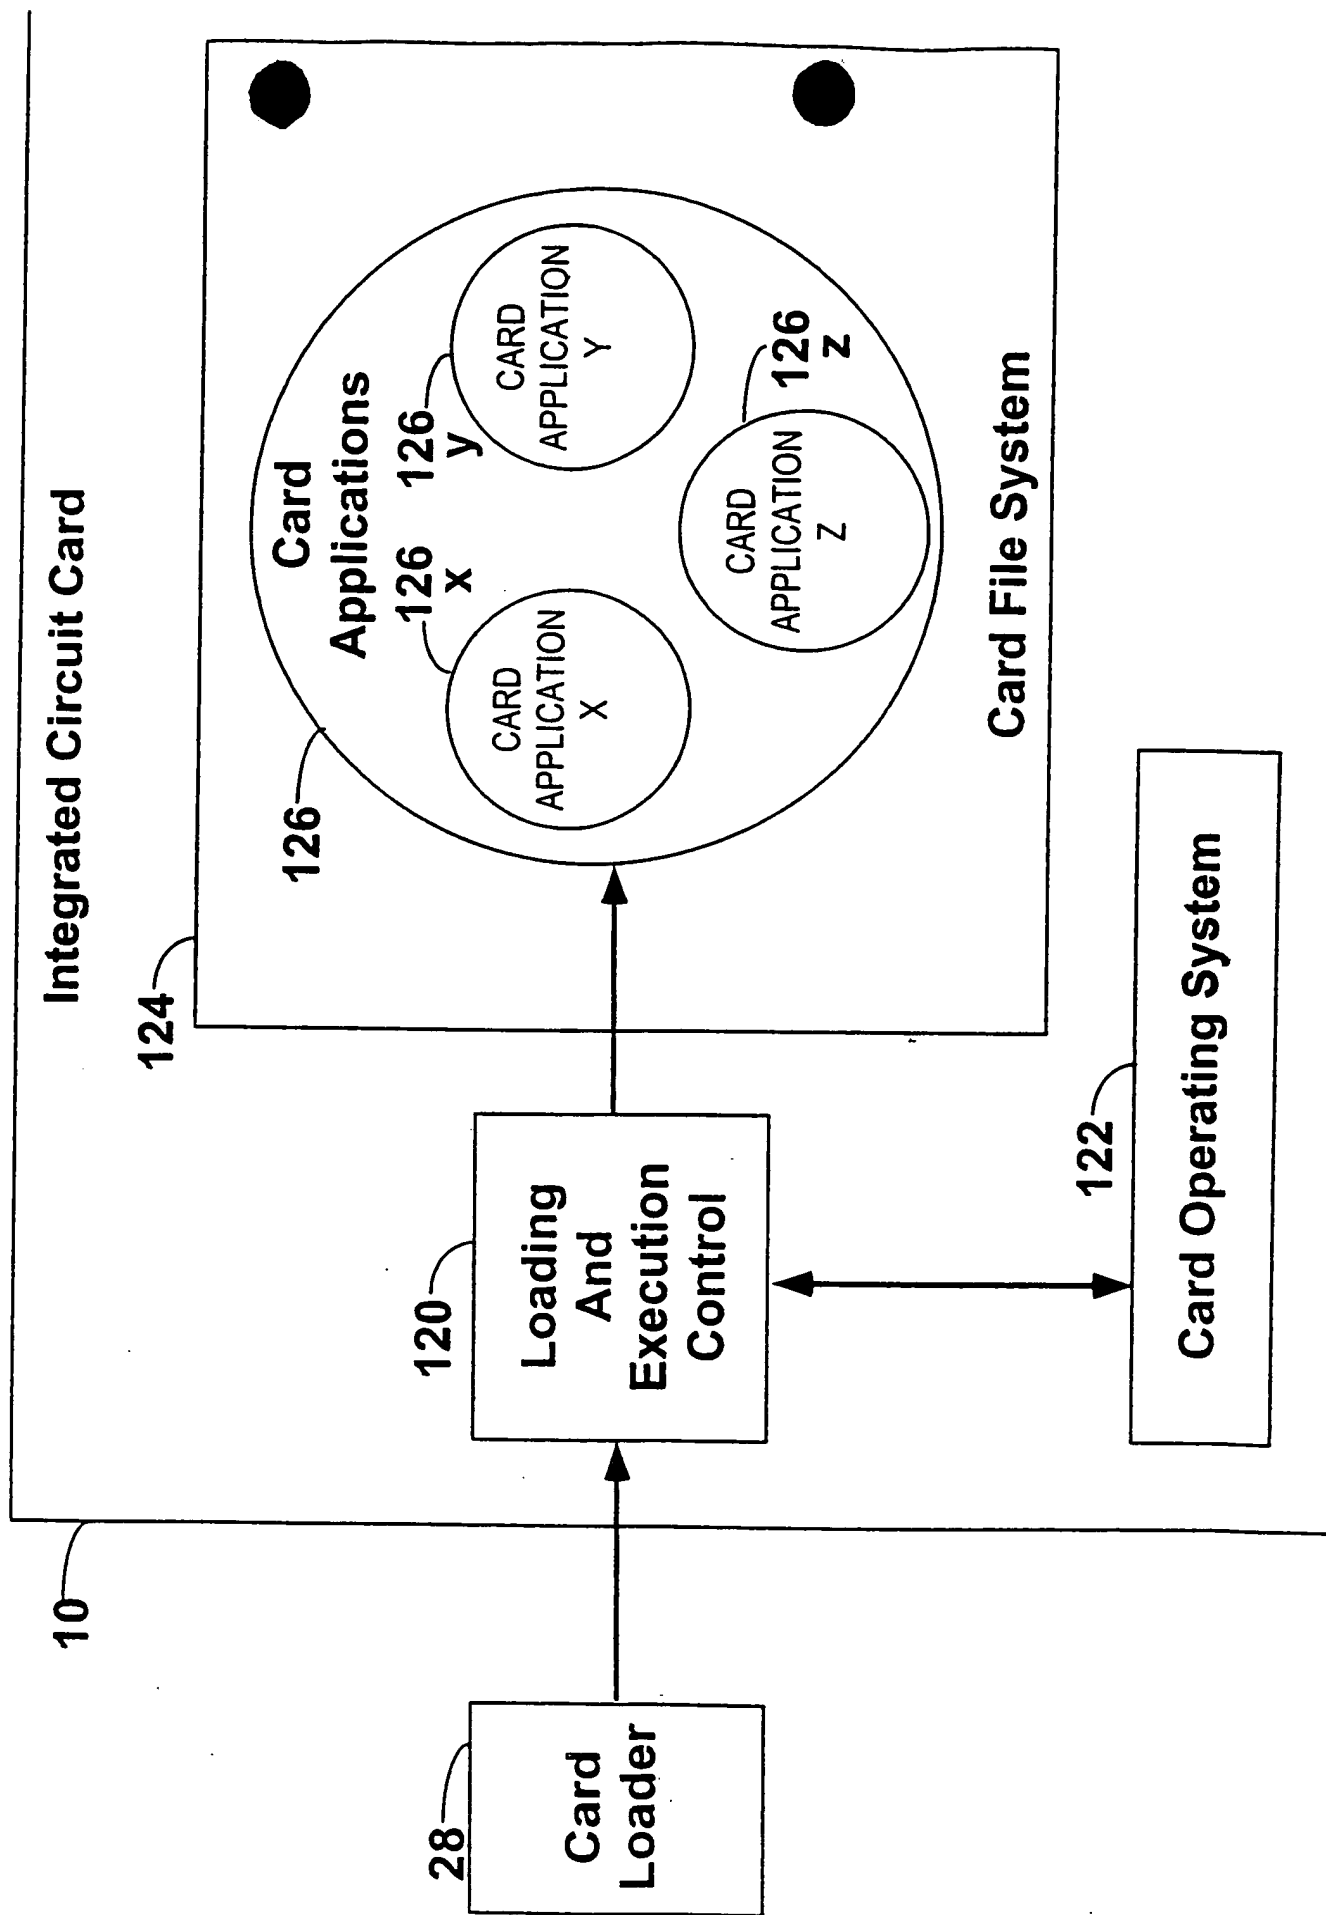 Integrated Circuit Card
10
124
126
Card
Applications
126
x
126
y
CARD
APPLICATION
X
CARD
APPLICATION
Y
126
z
CARD
APPLICATION
Z
Card File System
28
Card
Loader
120
Loading
And
Execution
Control
122
Card Operating System